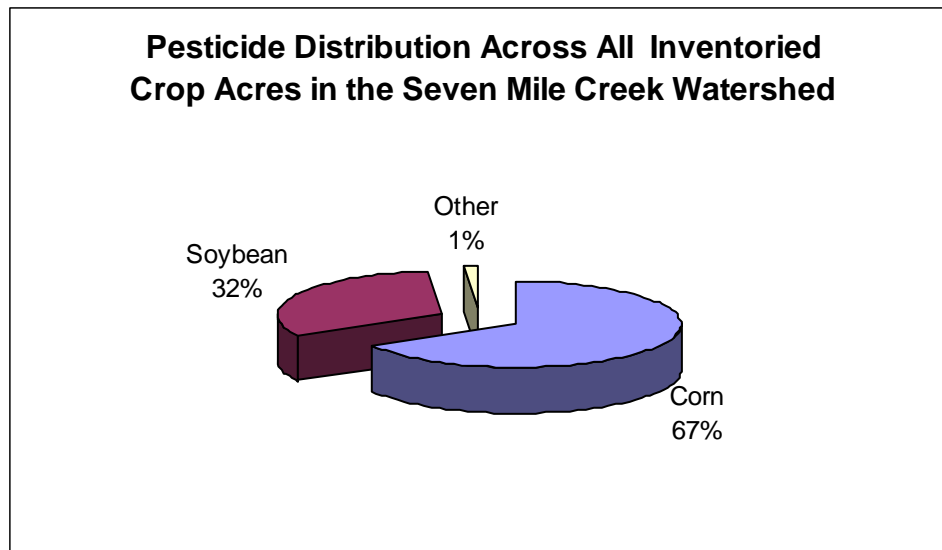 Pesticide Distribution Across All Inventoried
Crop Acres in the Seven Mile Creek Watershed
Other
1%
Soybean
32%
Corn
67%